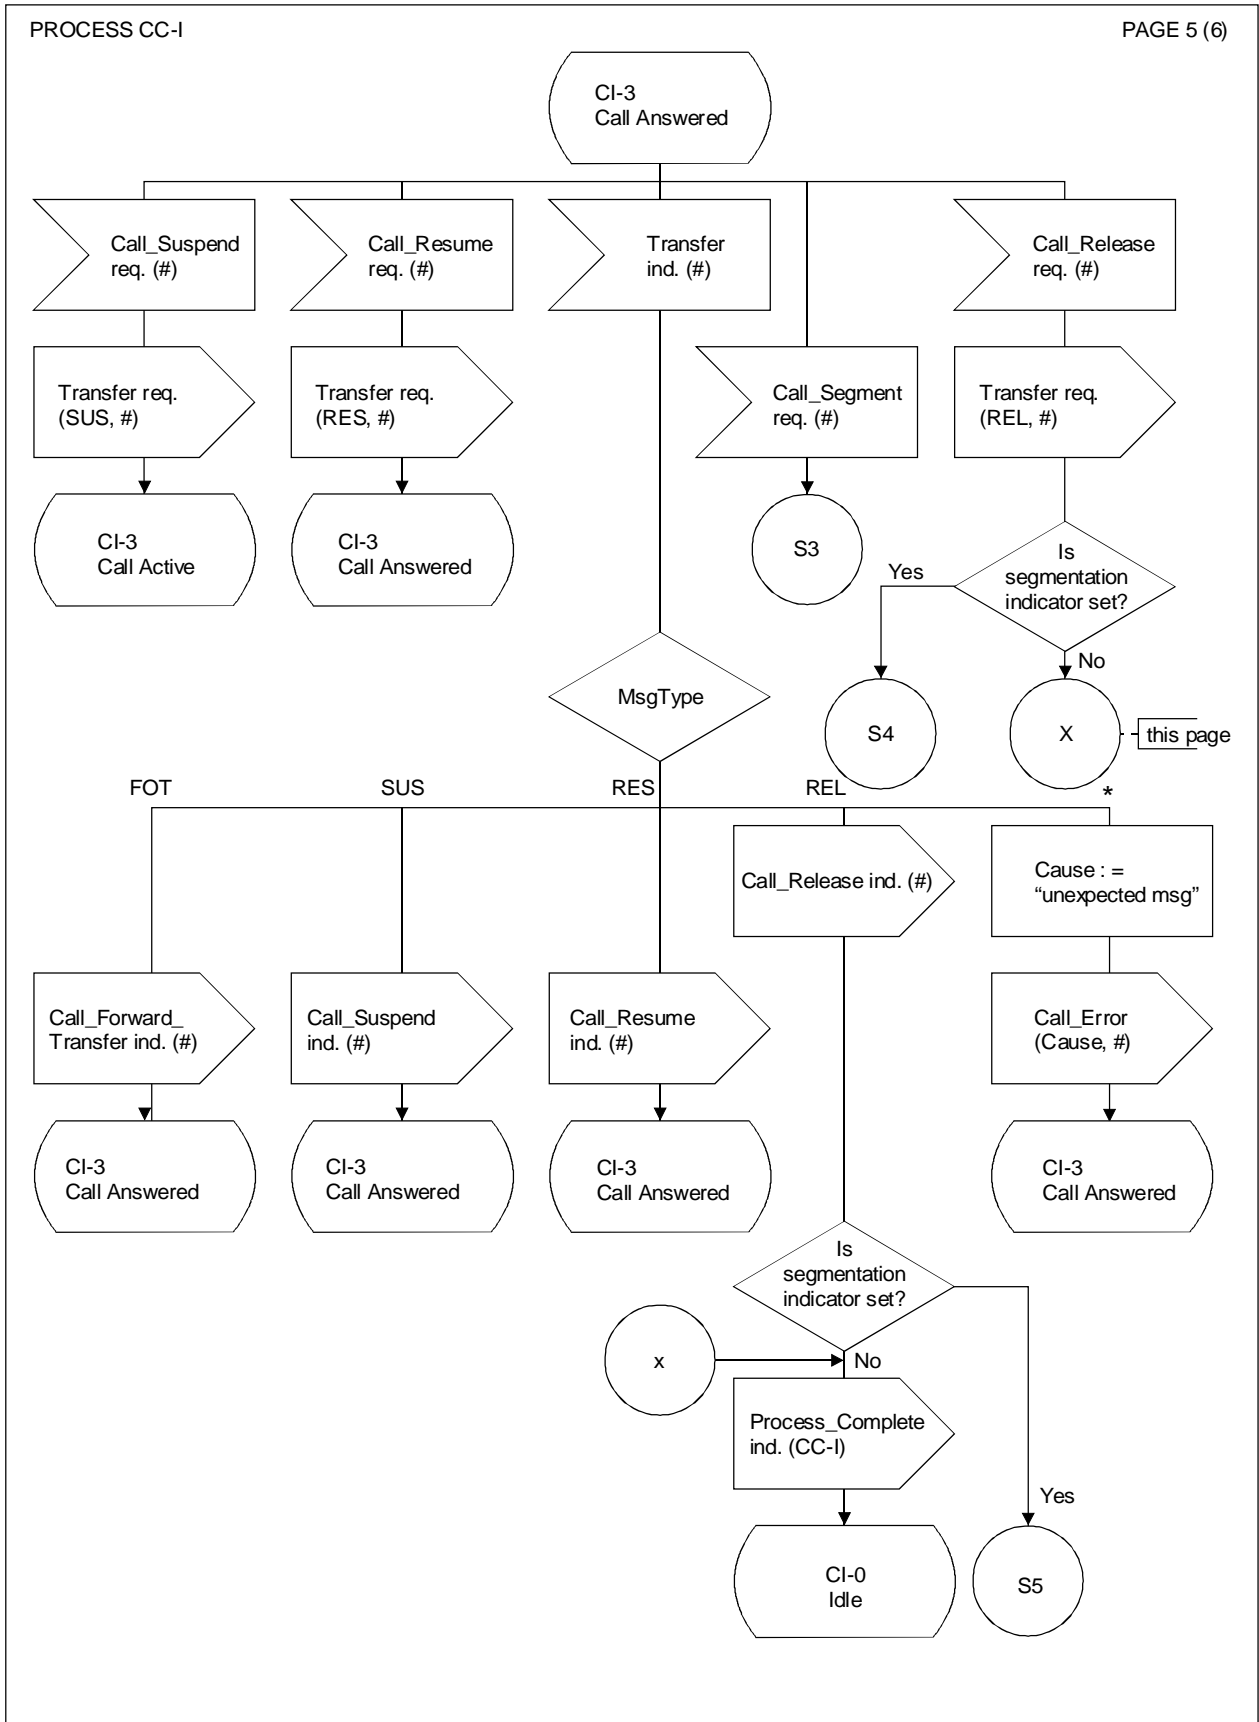 PROCESS CC-I
PAGE 5 (6)
CI-3
Call Answered
Call_Suspend
req. (#)
Call_Resume
req. (#)
Transfer
ind. (#)
Call_Release
req. (#)
Transfer req.
(SUS, #)
Transfer req.
(RES, #)
Call_Segment
req. (#)
Transfer req.
(REL, #)
CI-3
Call Active
CI-3
Call Answered
S3
Is
segmentation
indicator set?
Yes
No
MsgType
S4
X
this page
FOT
SUS
RES
REL
*
Call_Release ind. (#)
Cause : =
“unexpected msg”
Call_Forward_
Transfer ind. (#)
Call_Suspend
ind. (#)
Call_Resume
ind. (#)
Call_Error
(Cause, #)
CI-3
Call Answered
CI-3
Call Answered
CI-3
Call Answered
CI-3
Call Answered
Is
segmentation
indicator set?
x
No
Process_Complete
ind. (CC-I)
Yes
CI-0
Idle
S5